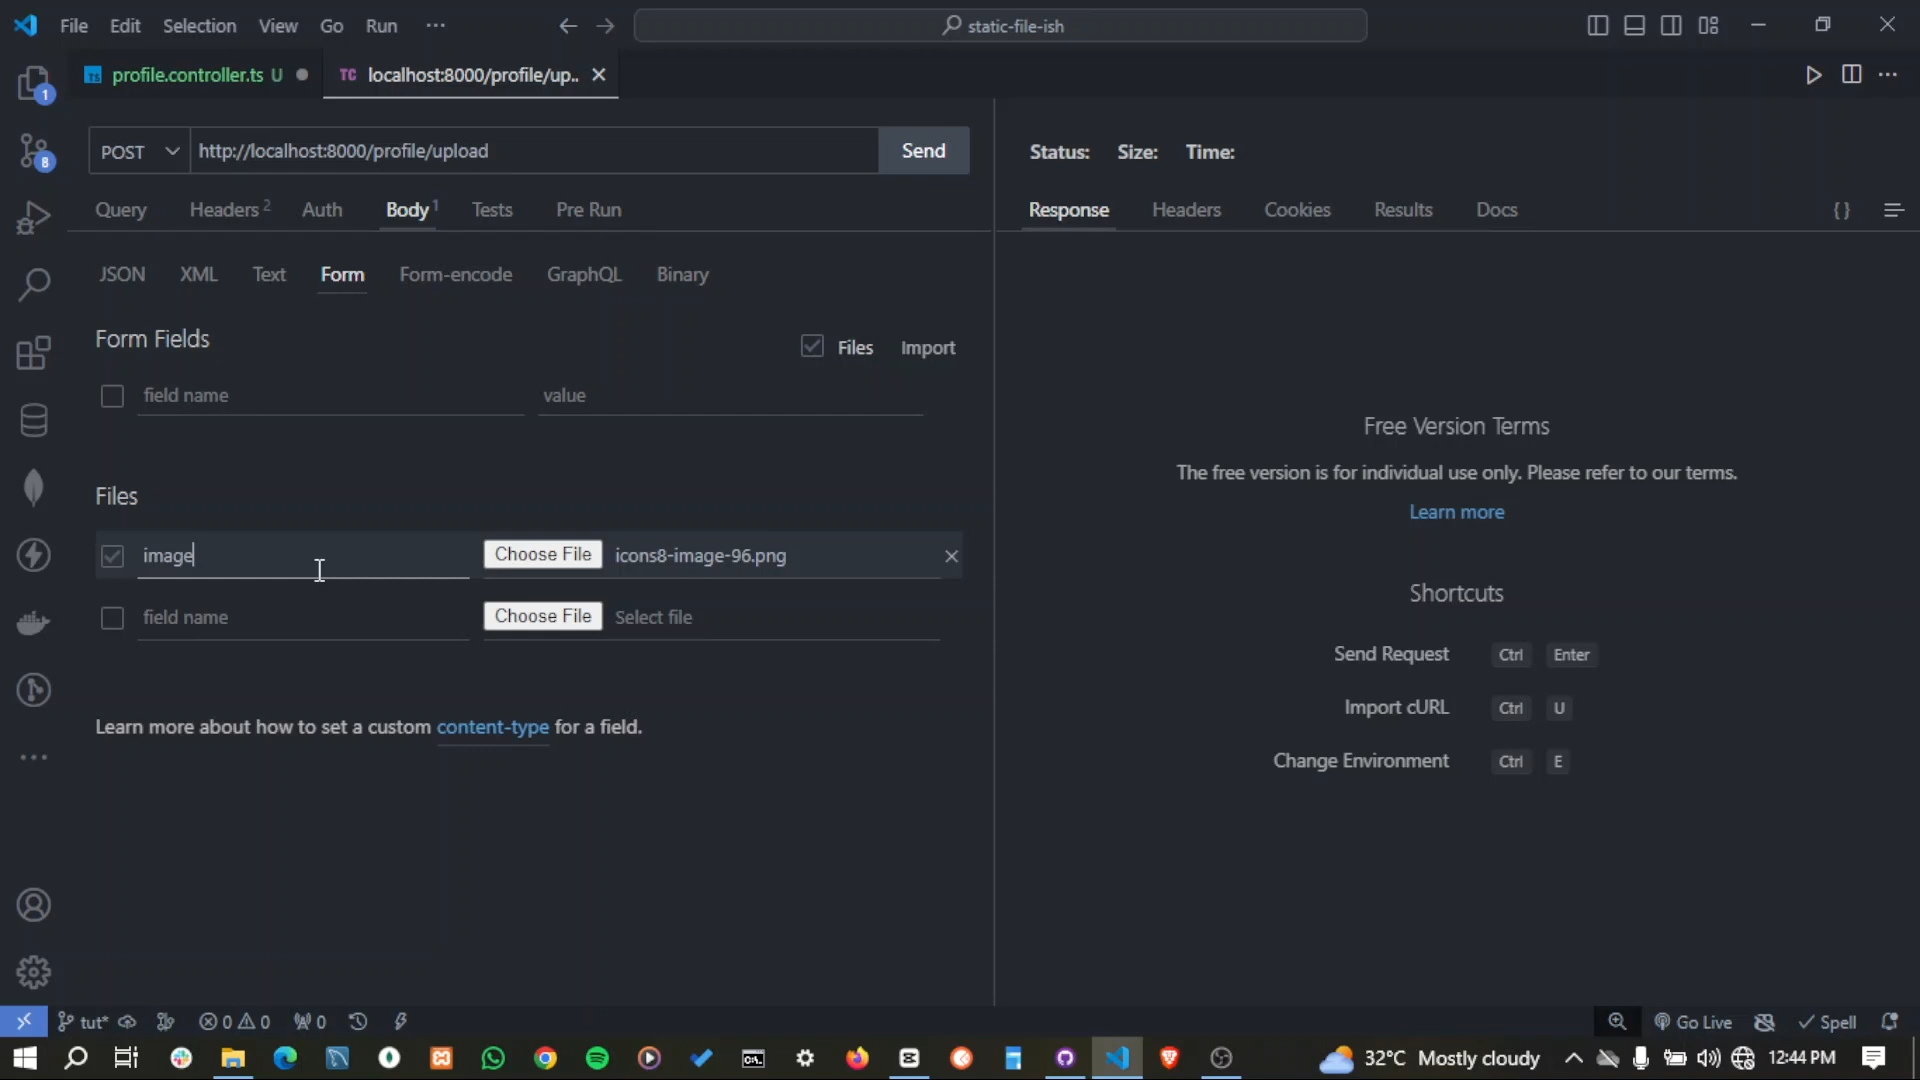 File Edit Selection View Go Run ··· static-file-ish
TS profile.controller.ts U TC localhost:8000/profile/up..
1
8
POST http://localhost:8000/profile/upload Send
Status: Size: Time:
Query Headers 2 Auth Body 1 Tests Pre Run
Response Headers Cookies Results Docs { }
JSON XML Text Form Form-encode GraphQL Binary
Form Fields
Files Import
field name value
Files
image Choose File icons8-image-96.png
field name Choose File Select file
Learn more about how to set a custom content-type for a field.
Free Version Terms
The free version is for individual use only. Please refer to our terms.
Learn more
Shortcuts
Send Request Ctrl Enter
Import cURL Ctrl U
Change Environment Ctrl E
tut* 0 0 0 Go Live Spell
32°C Mostly cloudy 12:44 PM